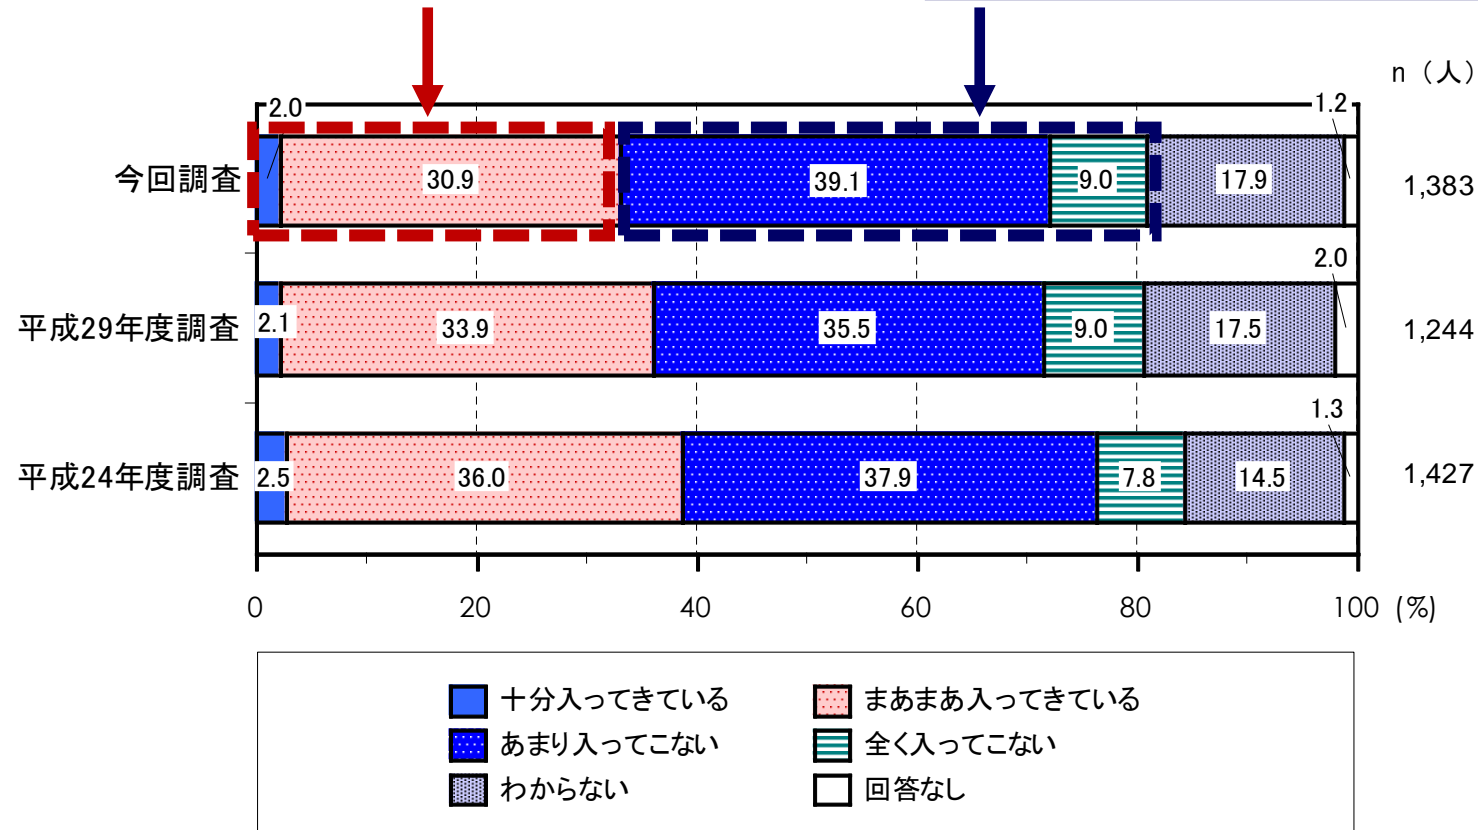 n（人）
2.0
1.2
今回調査
30.9
39.1
9.0
17.9
1,383
2.0
平成29年度調査
2.1
33.9
35.5
9.0
17.5
1,244
1.3
平成24年度調査
2.5
36.0
37.9
7.8
14.5
1,427
0 20 40 60 80 100 (%)
十分入ってきている まあまあ入ってきている
あまり入ってこない 全く入ってこない
わからない 回答なし